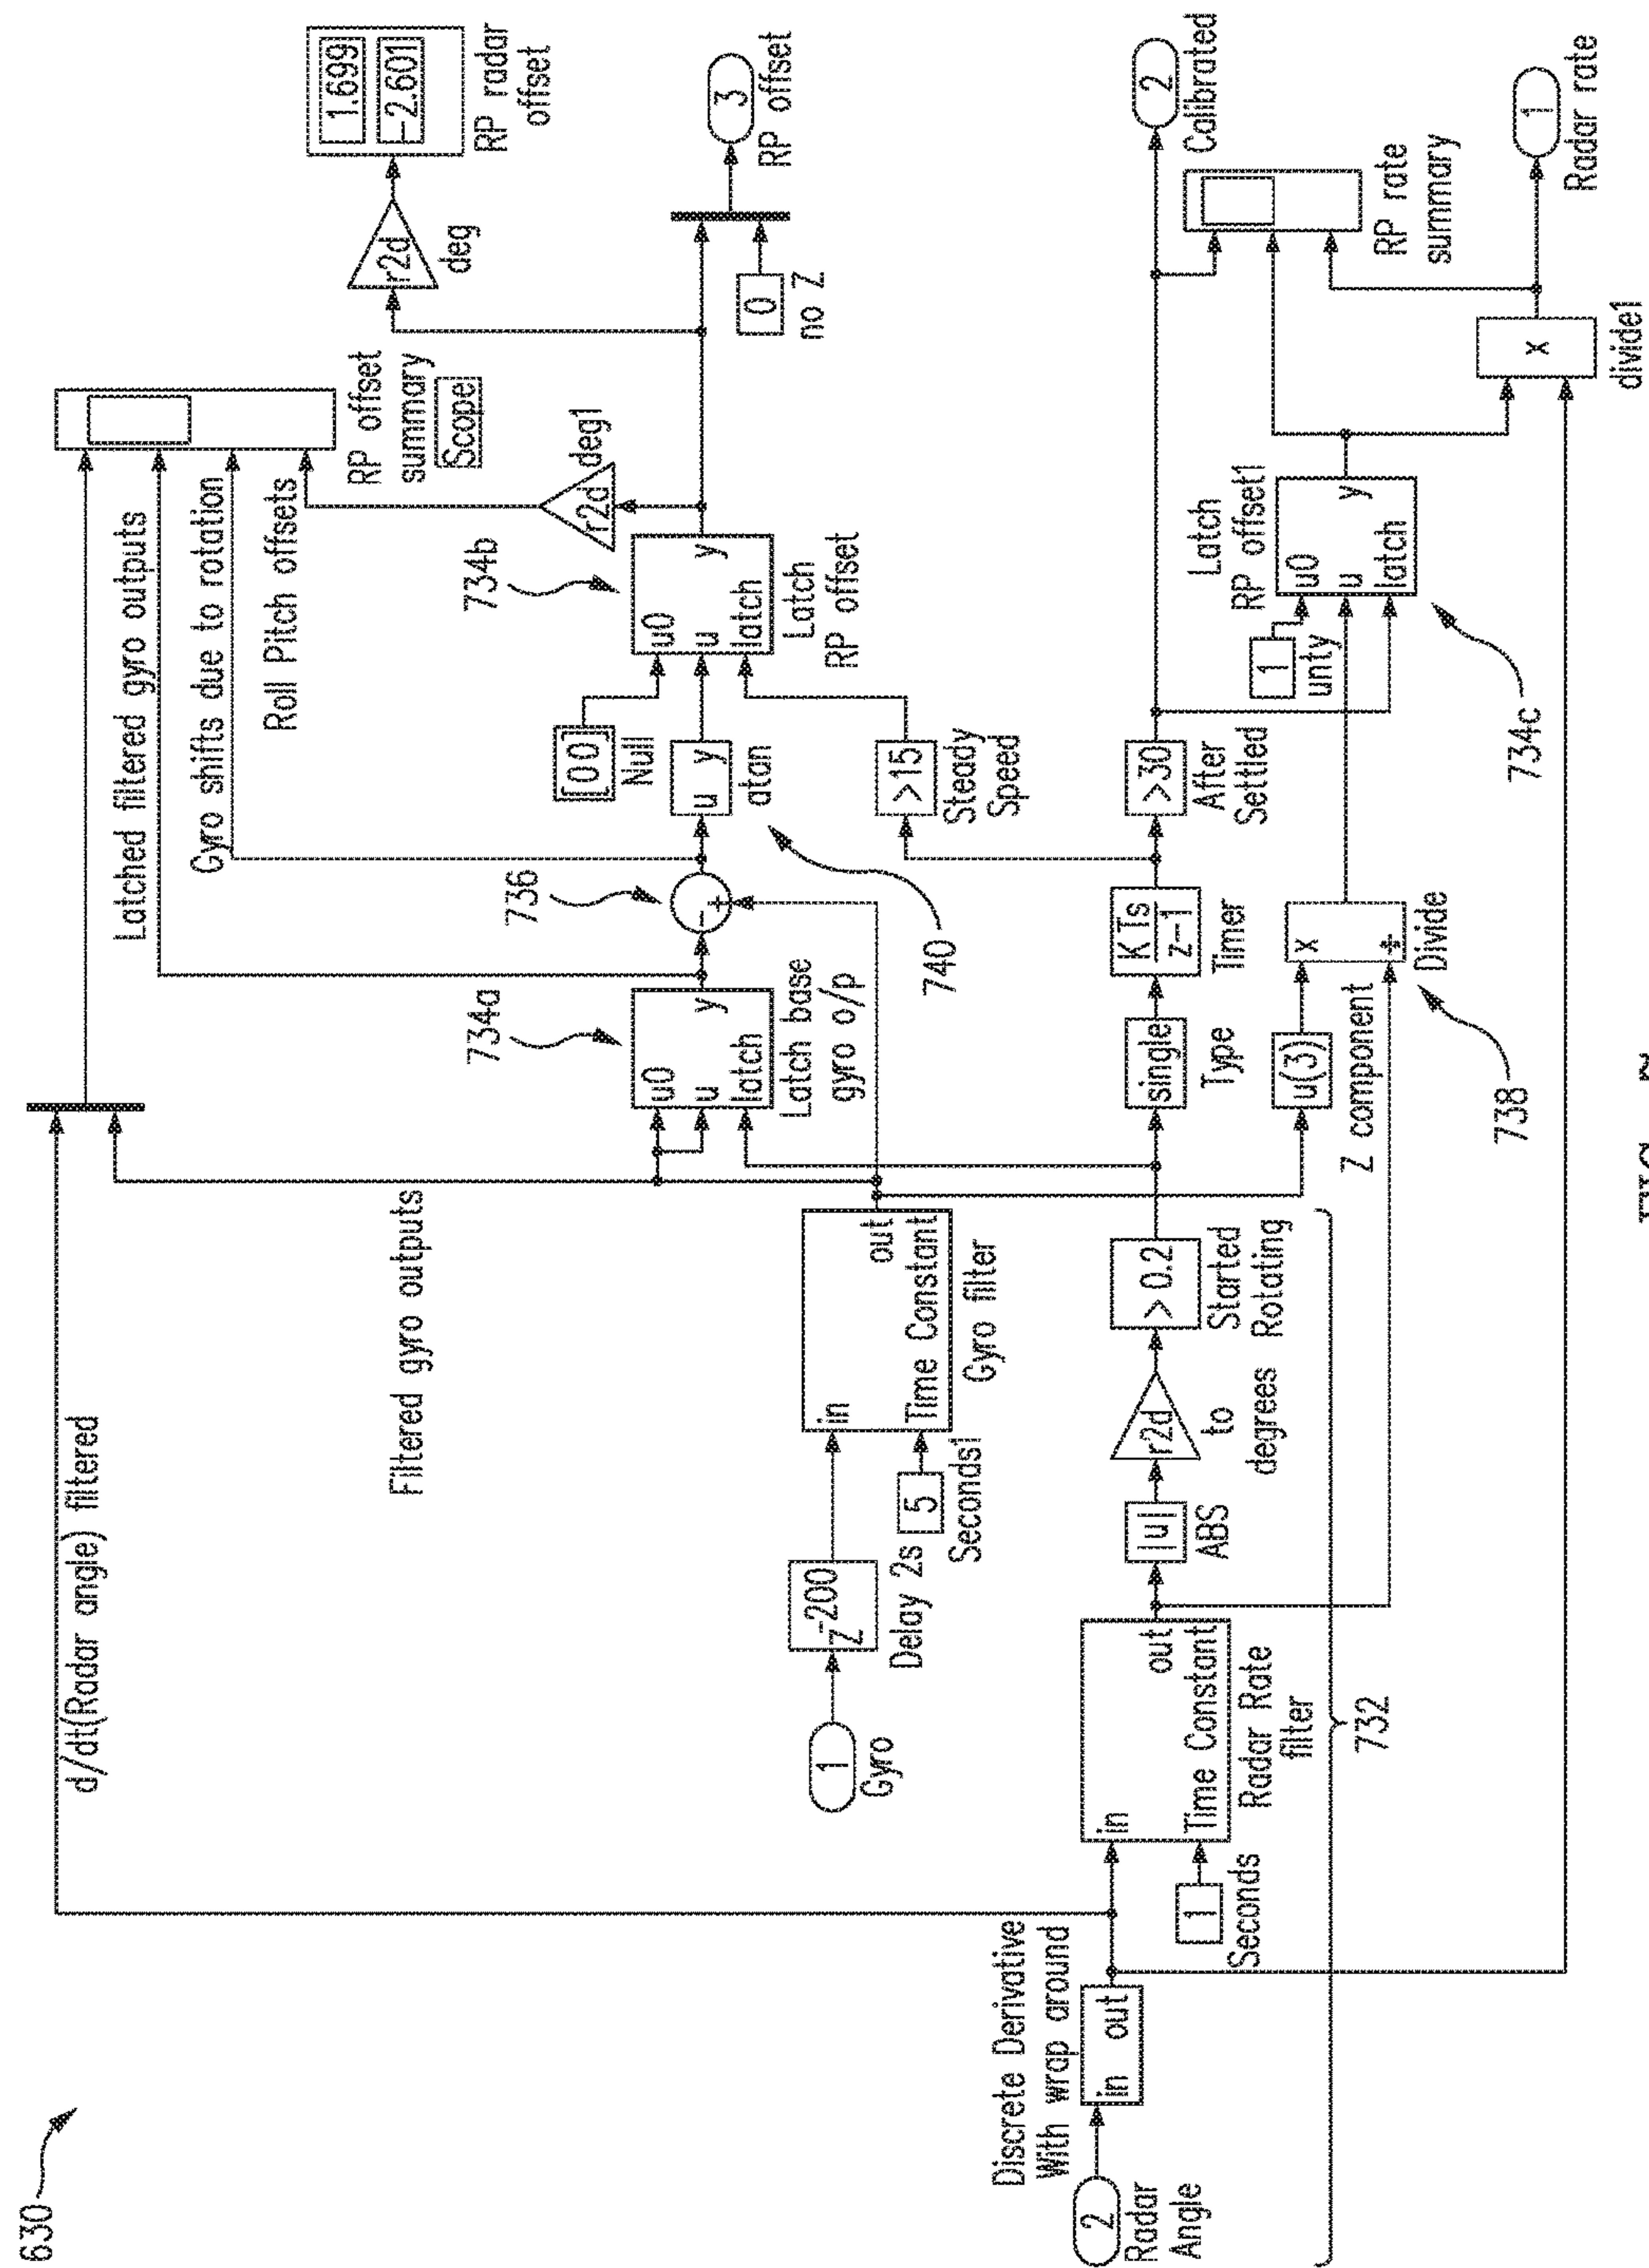 630
d/dt(Radar angle) filtered
Filtered gyro outputs
Latched filtered gyro outputs
Gyro shifts due to rotation
Roll Pitch offsets
RP offset
summary
Scope
1.699
-2.601
RP radar
offset
r2d
deg
r2d
deg1
734a
u0
u
latch
y
Latch base
gyro o/p
736
-
+
[0 0]
Null
u y
atan
740
734b
u0
u
latch
y
Latch
RP offset
0
no Z
3
RP offset
1
Gyro
z-200
Delay 2s
5
Seconds1
in
out
Time Constant
Gyro filter
>15
Steady
Speed
2
Radar
Angle
Discrete Derivative
With wrap around
in out
1
Seconds
in
out
Time Constant
Radar Rate
filter
|u|
ABS
r2d
to
degrees
> 0.2
Started
Rotating
732
single
Type
K Ts
z-1
Timer
>30
After
Settled
2
Calibrated
u(3)
Z component
x
÷
Divide
738
1
unty
Latch
RP offset1
u0
u
latch
y
734c
RP rate
summary
x
divide1
1
Radar rate